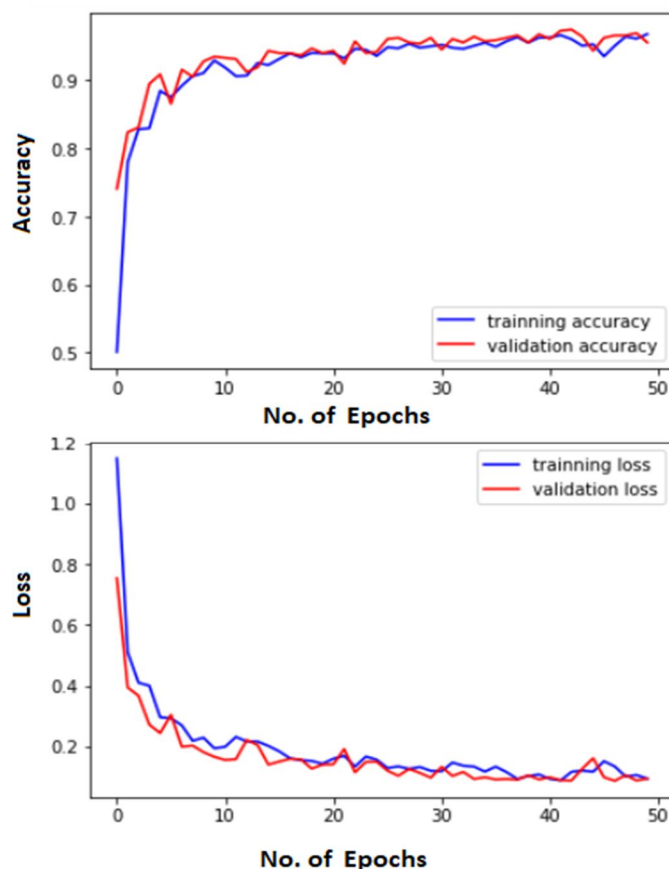 Accuracy
0.9
0.8
0.7
0.6
0.5
trainning accuracy
validation accuracy
0 10 20 30 40 50
No. of Epochs
Loss
1.2
1.0
0.8
0.6
0.4
0.2
trainning loss
validation loss
0 10 20 30 40 50
No. of Epochs